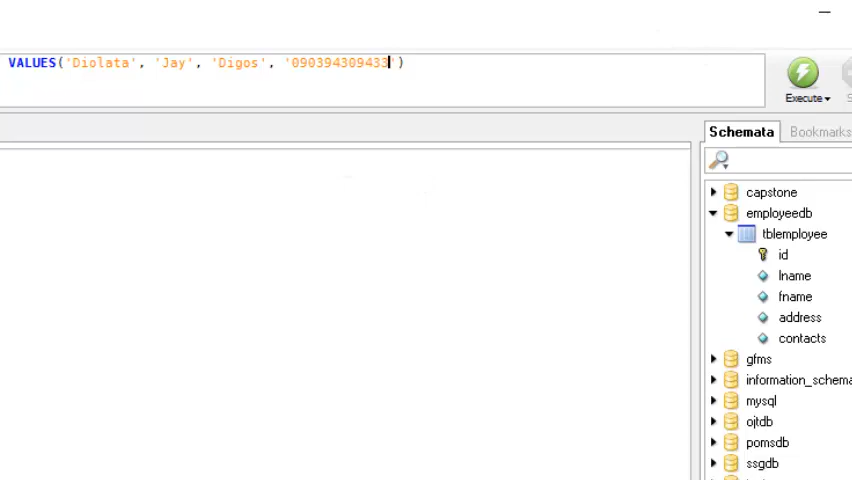 VALUES('Diolata', 'Jay', 'Digos', '090394309433')
Execute
Schemata
Bookmarks
capstone
employeedb
tblemployee
id
lname
fname
address
contacts
gfms
information_schema
mysql
ojtdb
pomsdb
ssgdb